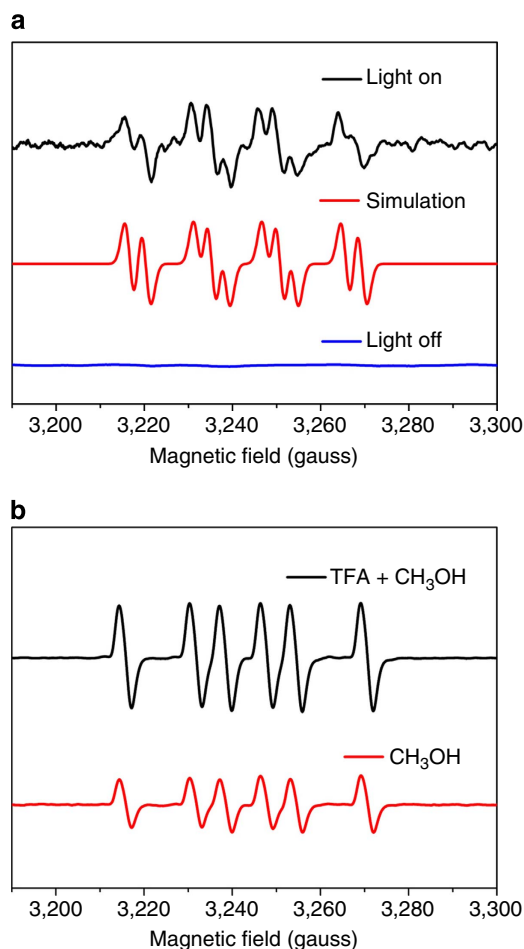 a
Light on
Simulation
Light off
3,200 3,220 3,240 3,260 3,280 3,300
Magnetic field (gauss)
b
TFA + CH₃OH
CH₃OH
3,200 3,220 3,240 3,260 3,280 3,300
Magnetic field (gauss)